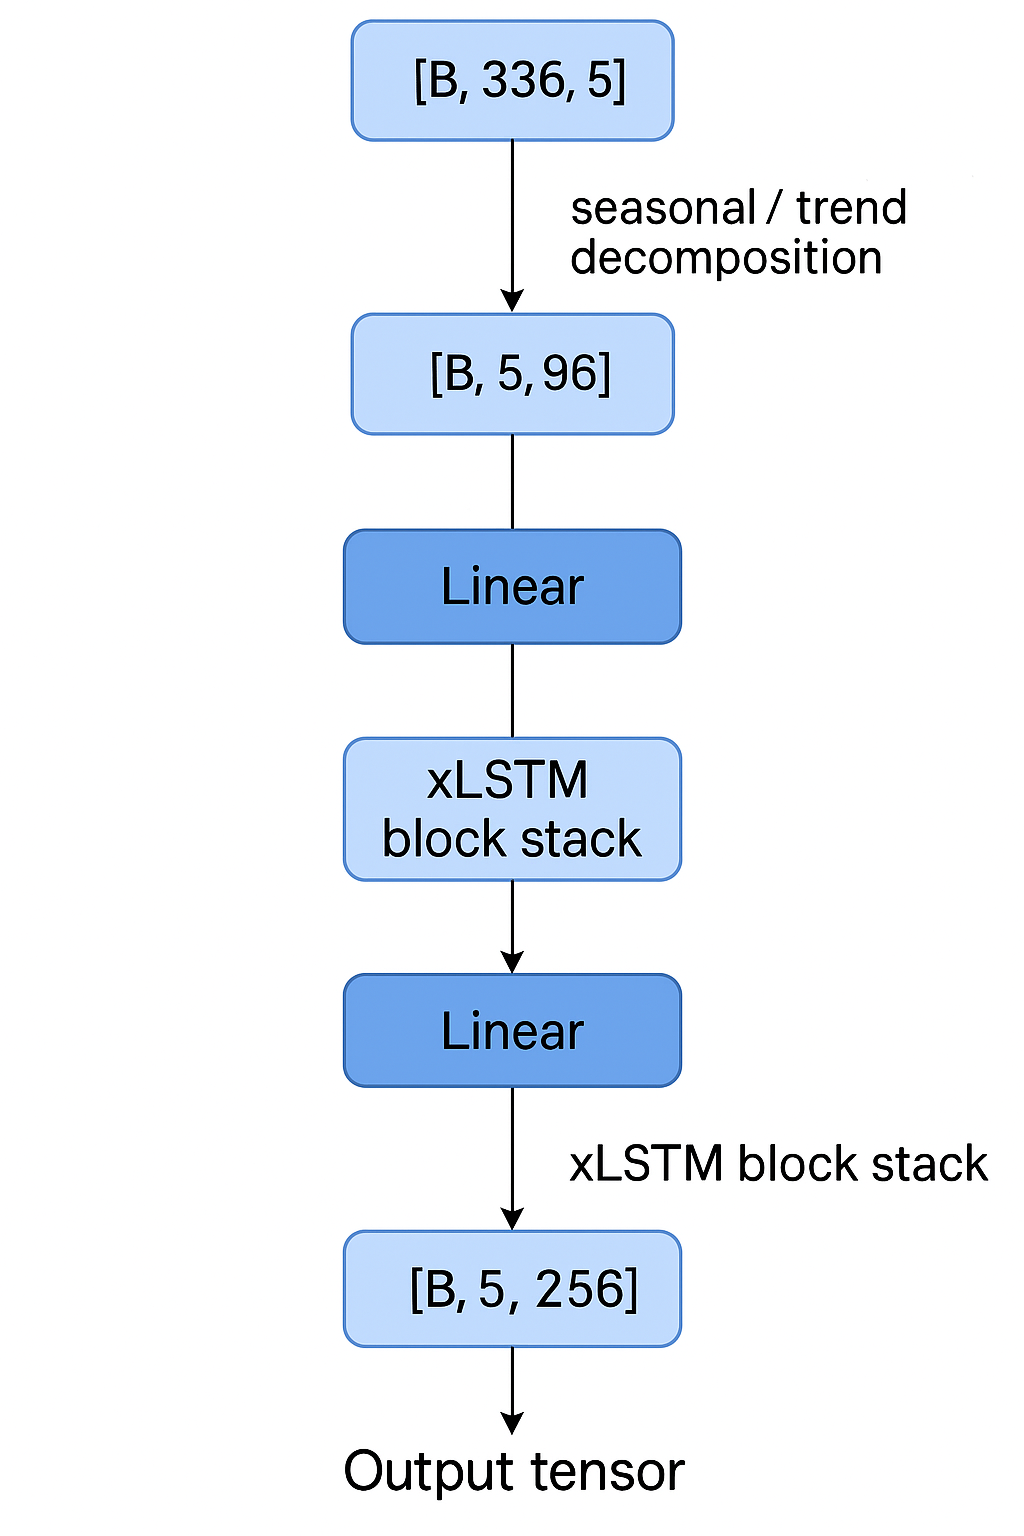 [B, 336, 5]
seasonal / trend
decomposition
[B, 5, 96]
Linear
xLSTM
block stack
Linear
xLSTM block stack
[B, 5, 256]
Output tensor